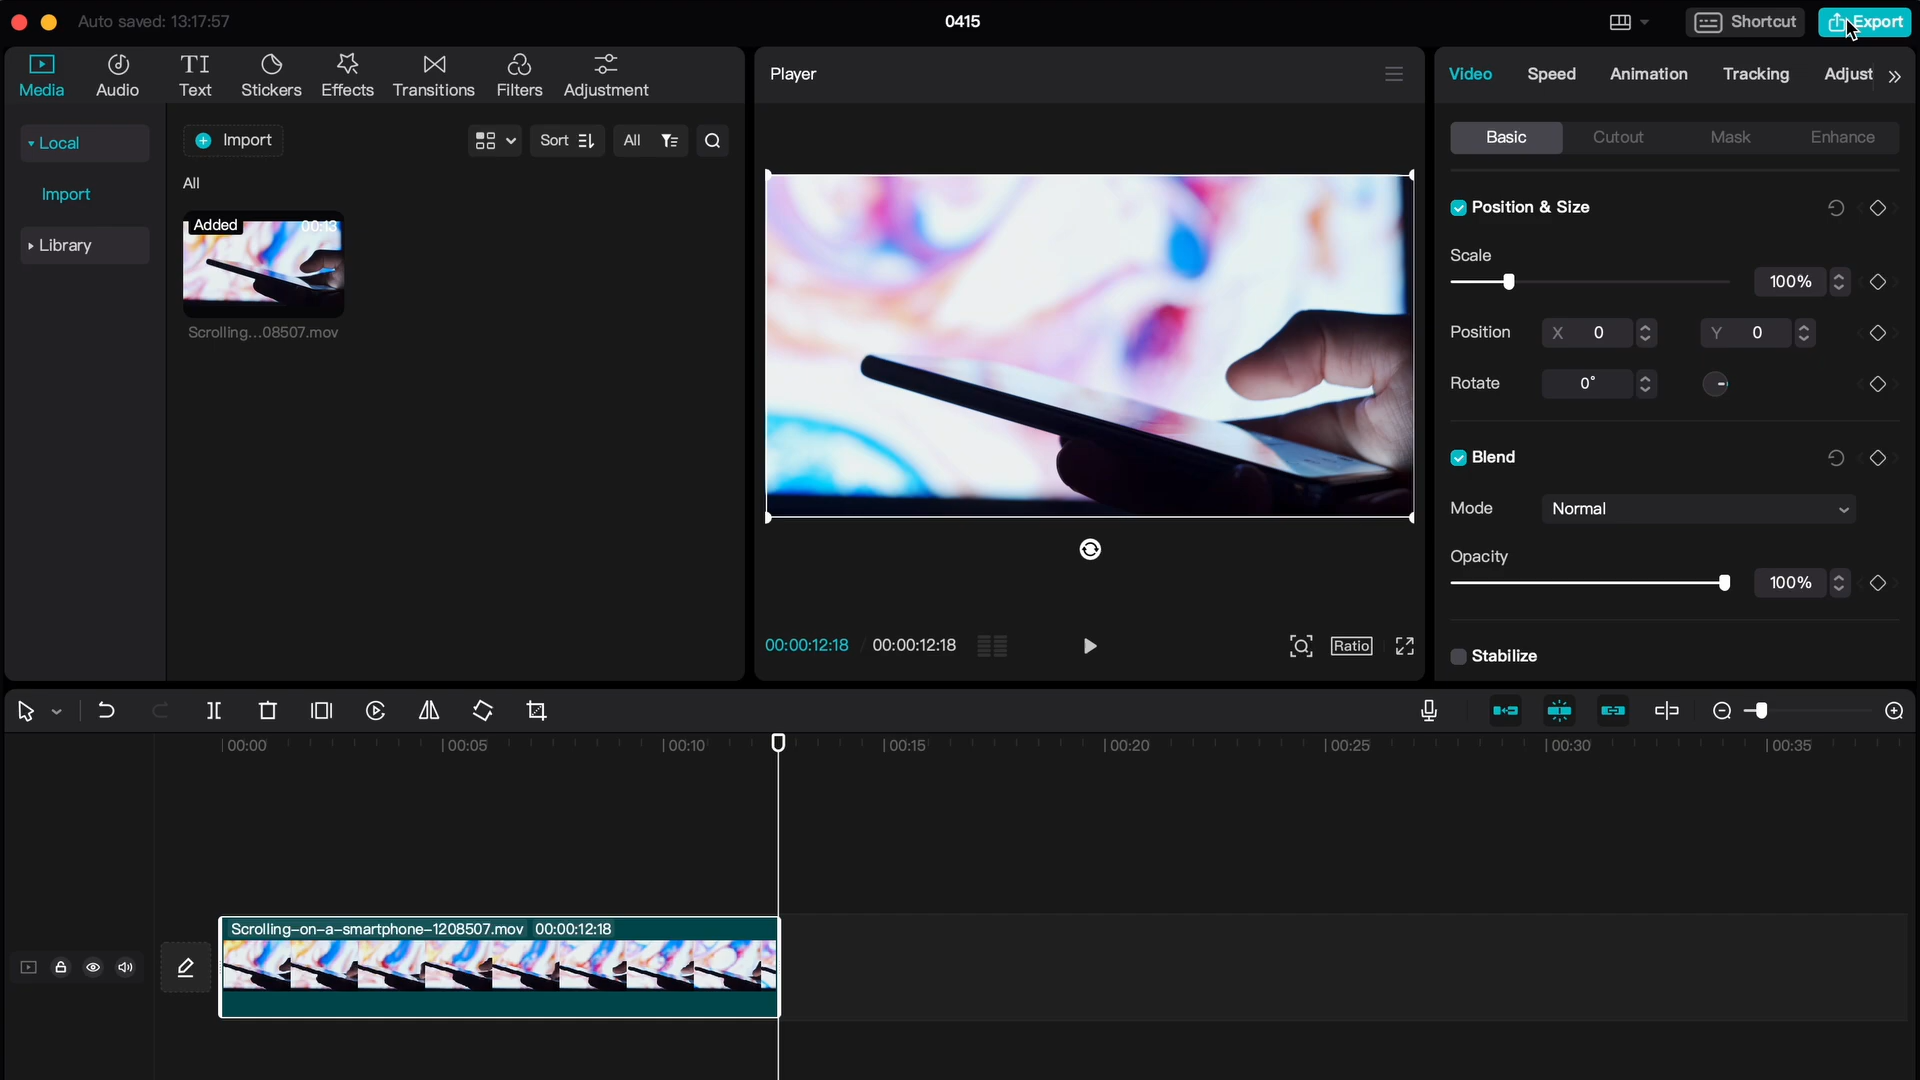 Auto saved: 13:17:57
0415
Shortcut
Export
Media
Audio
TI Text
Stickers
Effects
Transitions
Filters
Adjustment
Local
Import
Library
Import
Sort
All
All
Added 00:13
Scrolling...08507.mov
Player
00:00:12:18 / 00:00:12:18
Ratio
Video Speed Animation Tracking Adjust
Basic Cutout Mask Enhance
Position & Size
Scale
100%
Position X 0 Y 0
Rotate 0°
Blend
Mode Normal
Opacity
100%
Stabilize
00:00 00:05 00:10 00:15 00:20 00:25 00:30 00:35
Scrolling-on-a-smartphone-1208507.mov 00:00:12:18